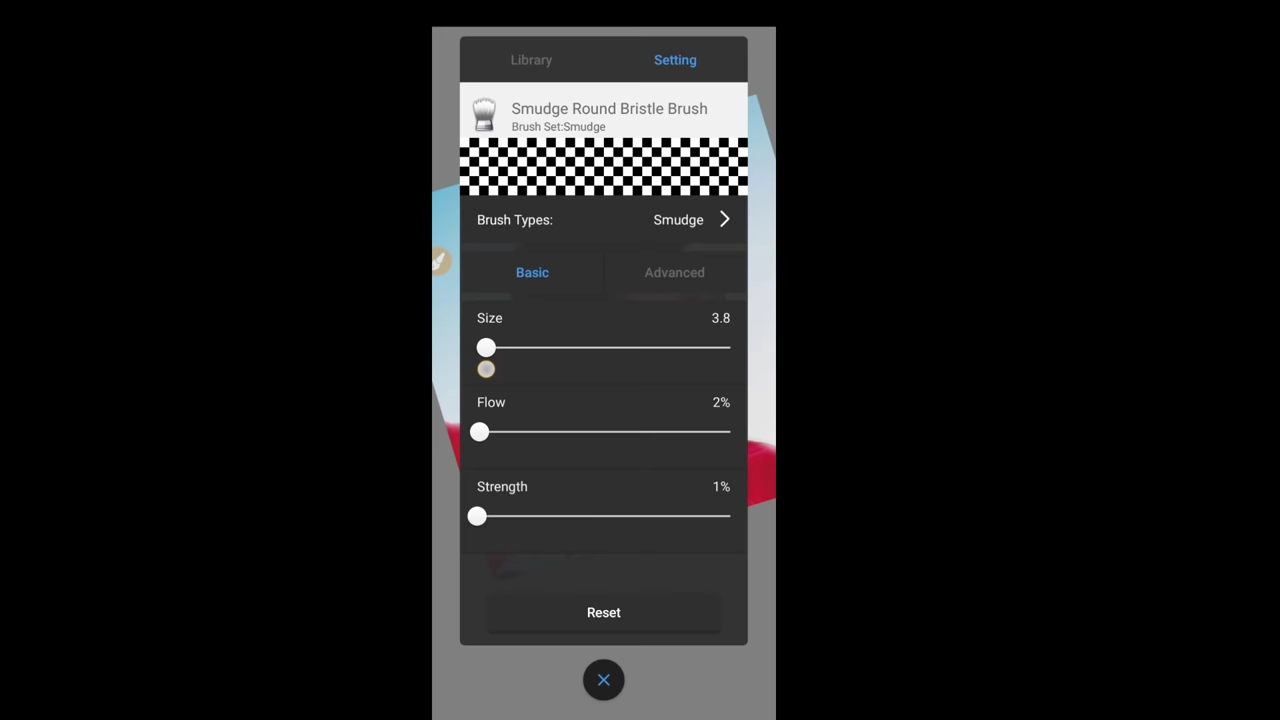 Library Setting
Smudge Round Bristle Brush
Brush Set:Smudge
Brush Types: Smudge
Basic Advanced
Size 3.8
Flow 2%
Strength 1%
Reset